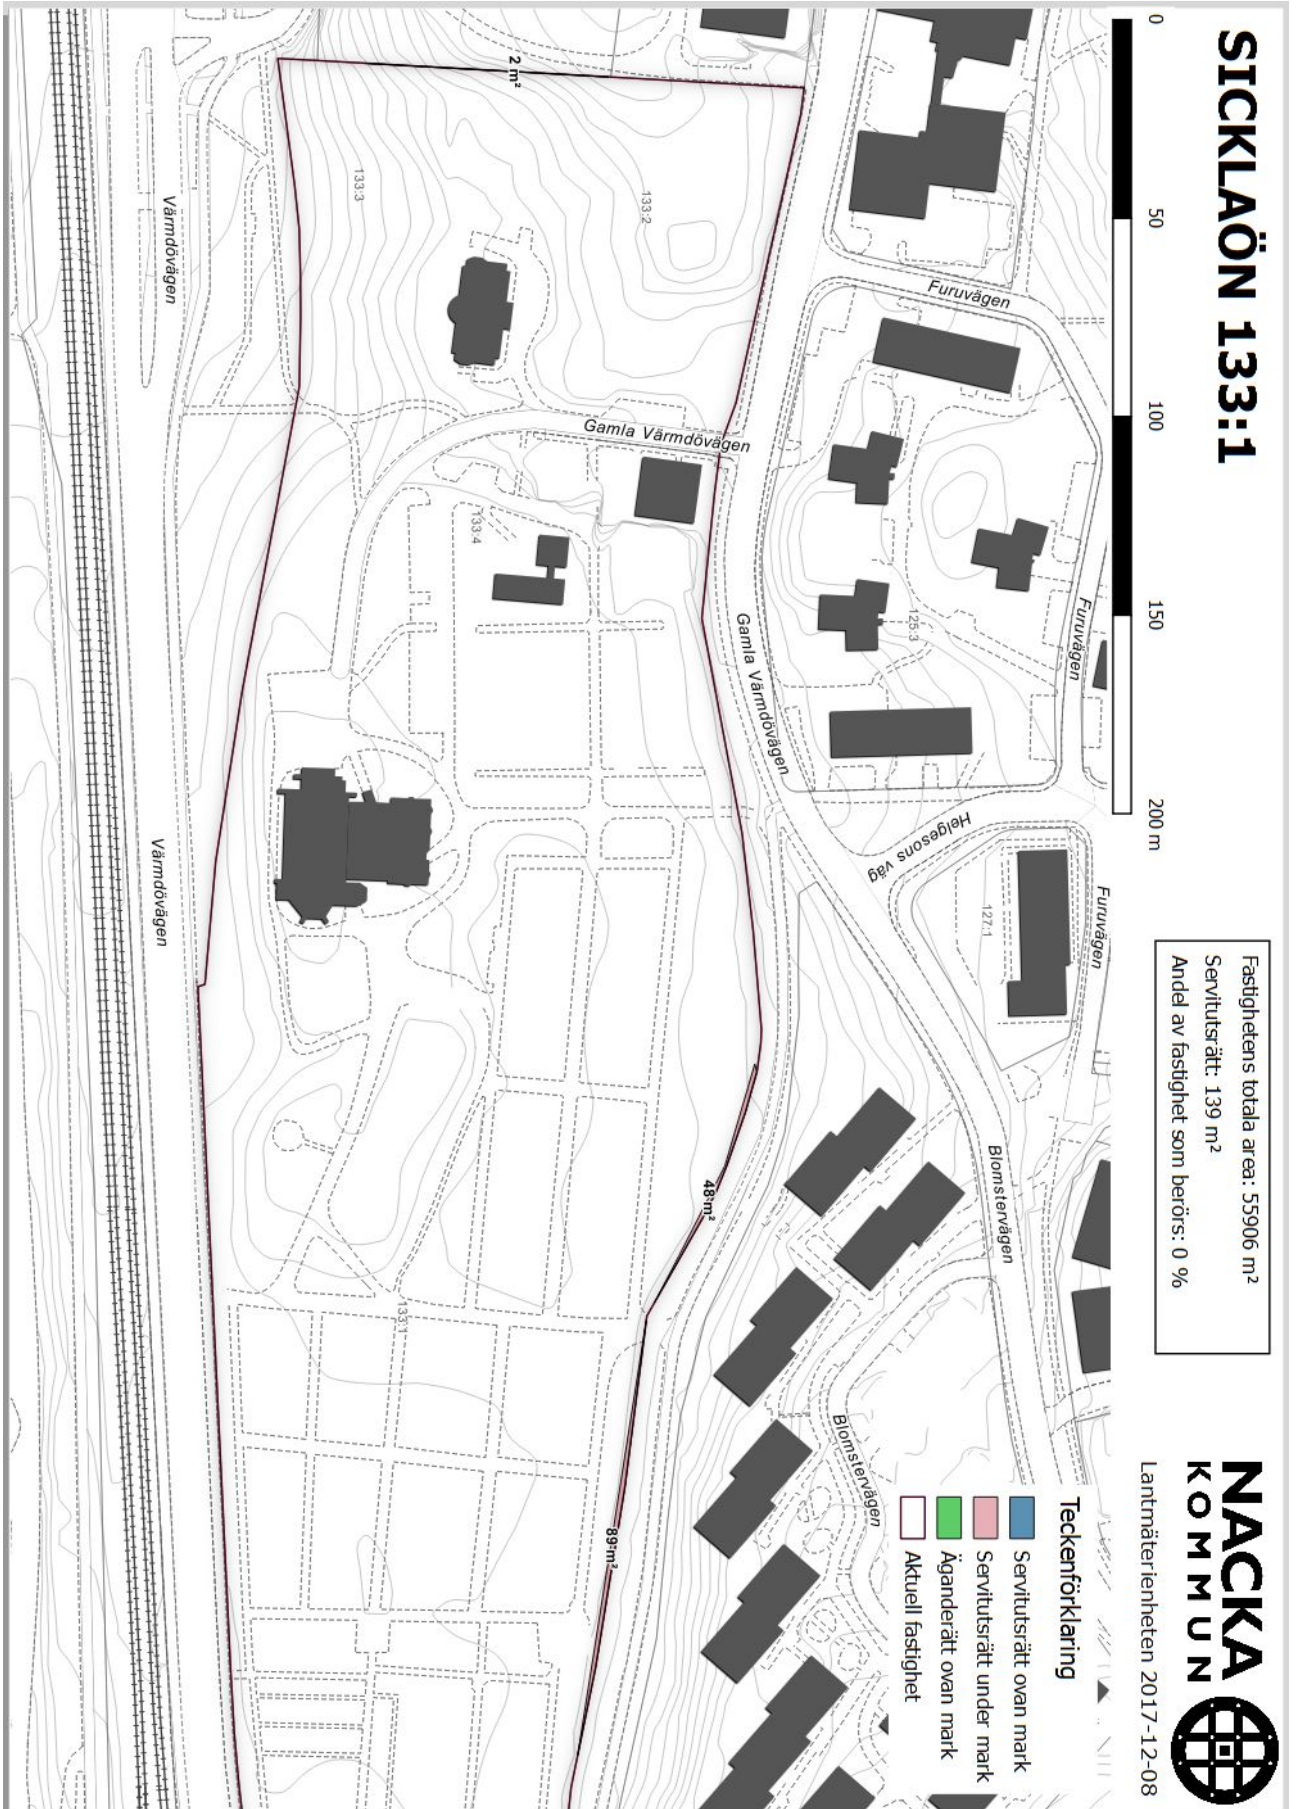 SICKLAÖN 133:1
0
50
100
150
200 m
Fastighetens totala area: 55906 m²
Servitutsrätt: 139 m²
Andel av fastighet som berörs: 0 %
NACKA
KOMMUN
Lantmäterienheten 2017-12-08
Teckenförklaring
Servitutsrätt ovan mark
Servitutsrätt under mark
Äganderätt ovan mark
Aktuell fastighet
Furuvägen
Furuvägen
Furuvägen
Helgesons väg
127:1
125:3
Blomstervägen
Blomstervägen
Gamla Värmdövägen
Gamla Värmdövägen
2 m²
48 m²
89 m²
133:2
133:3
133:4
133:1
Värmdövägen
Värmdövägen